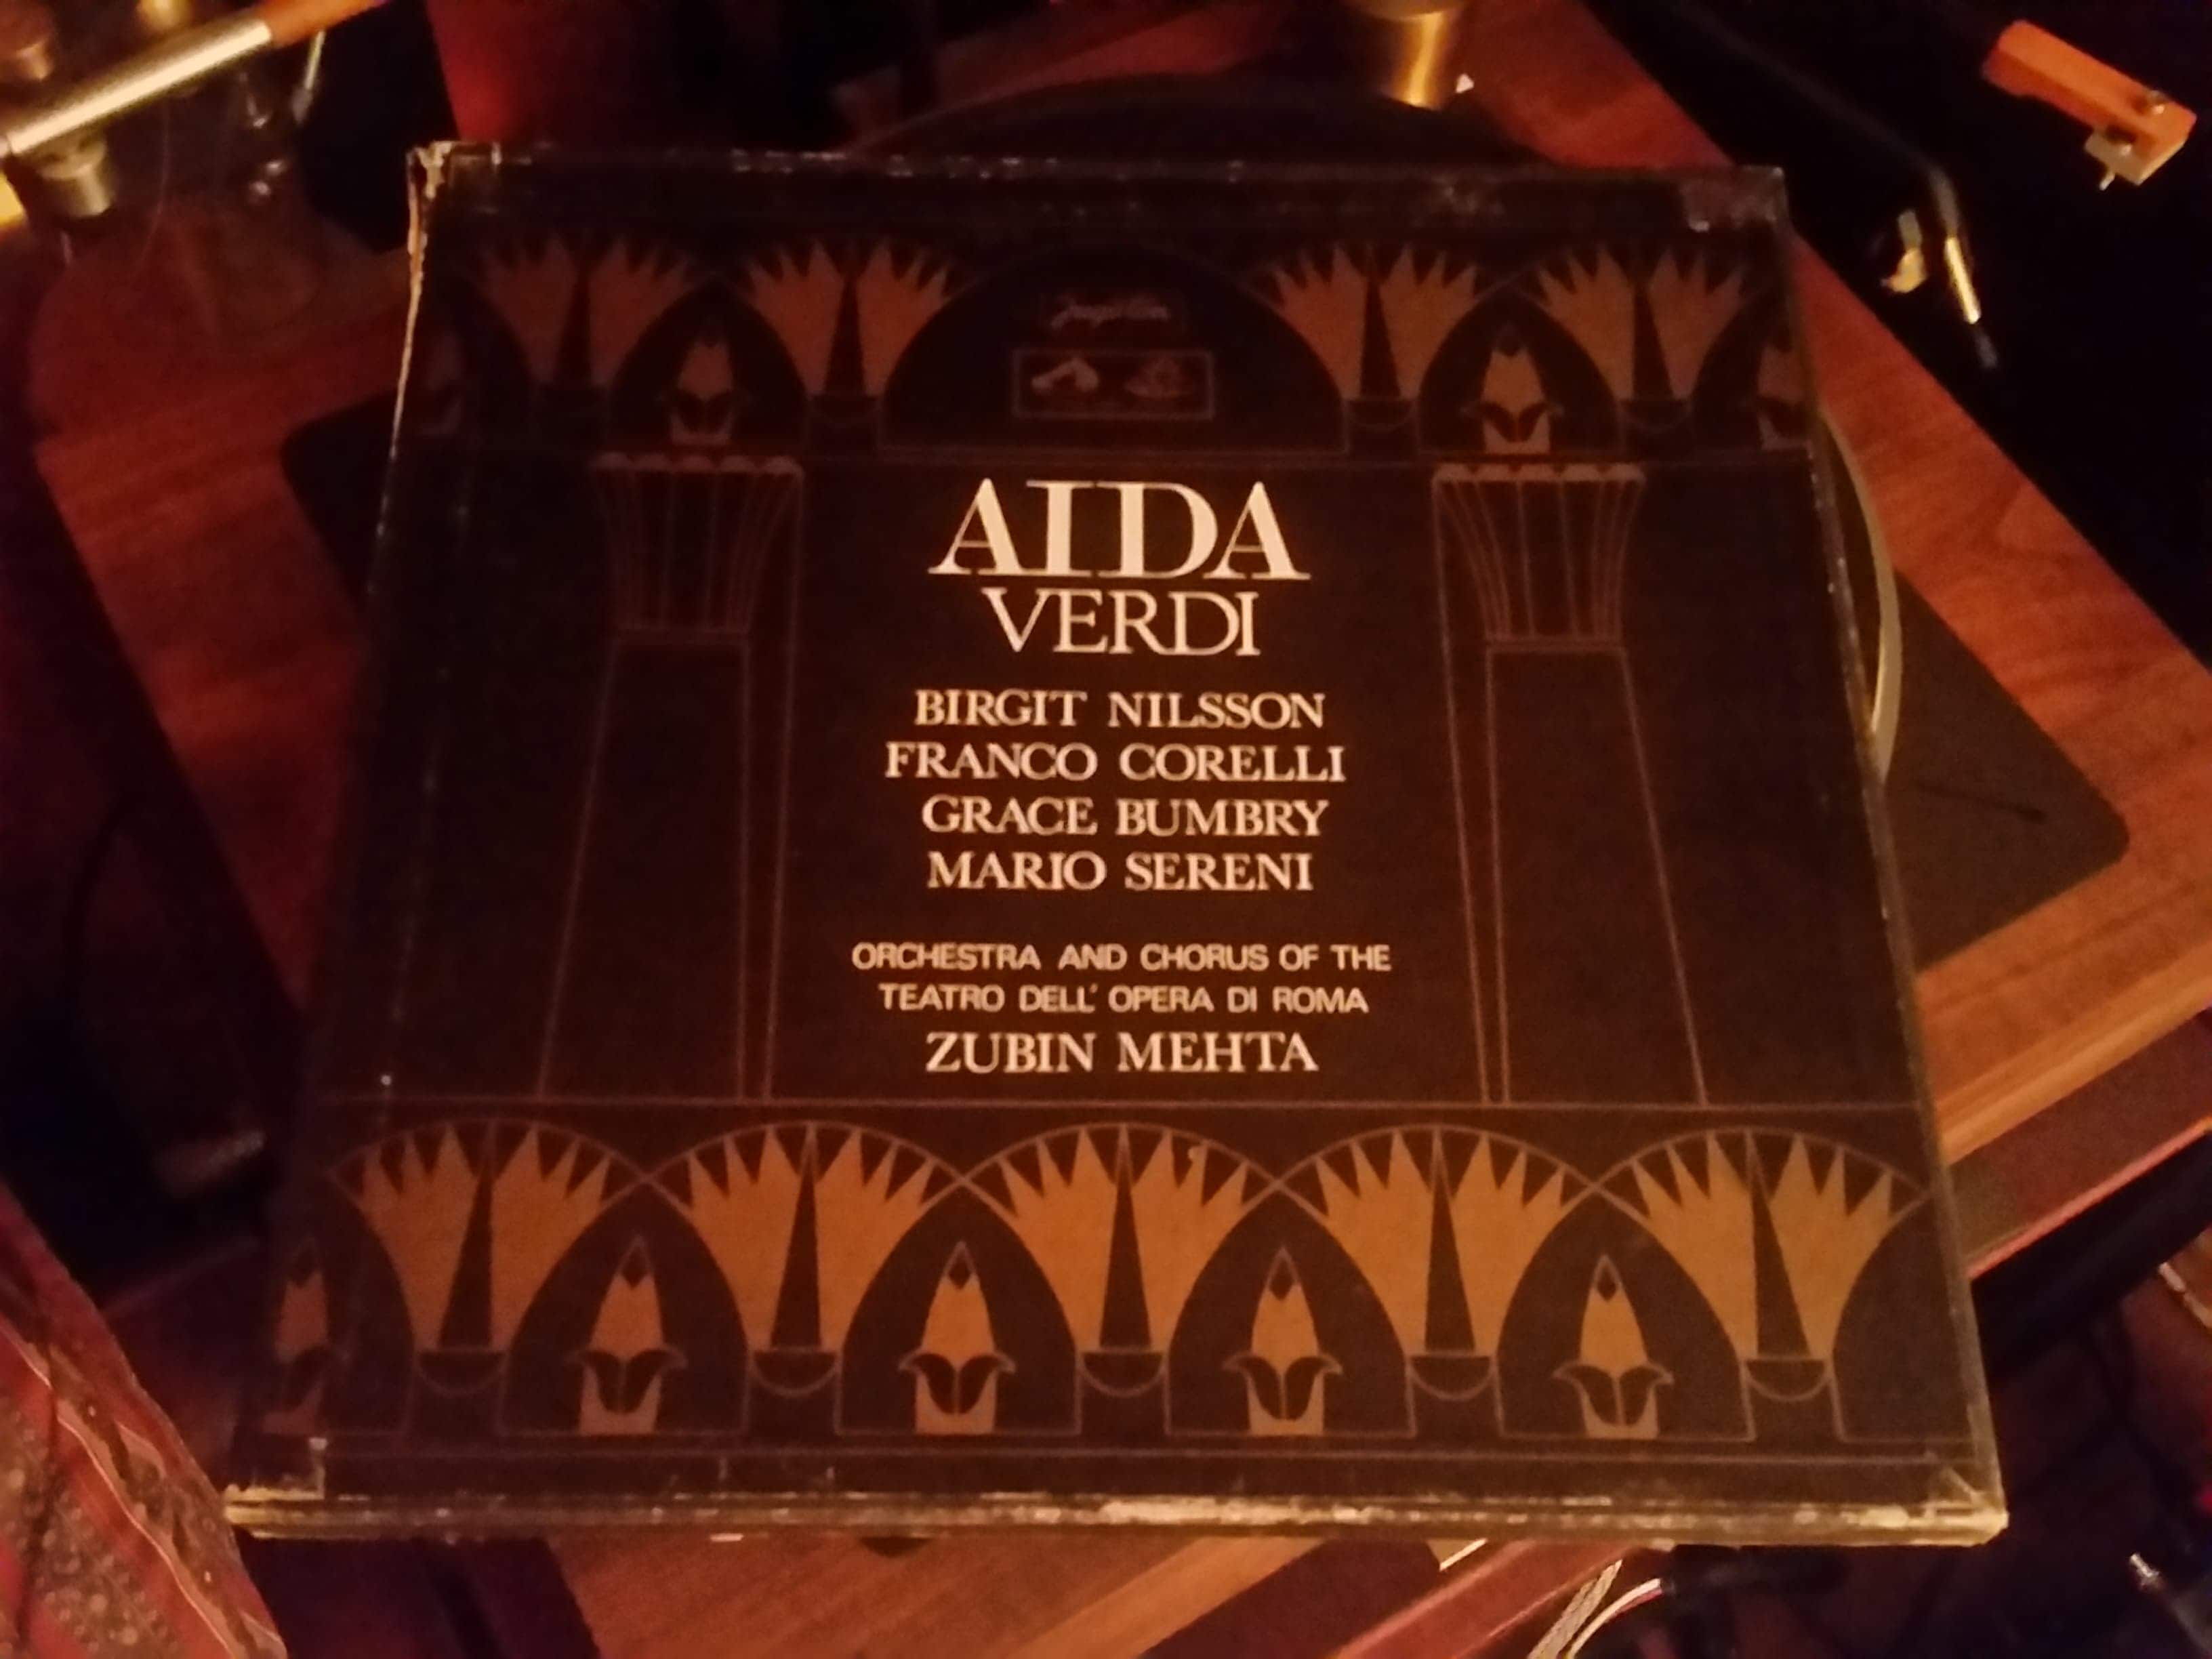 Jugoton
AIDA
VERDI
BIRGIT NILSSON
FRANCO CORELLI
GRACE BUMBRY
MARIO SERENI
ORCHESTRA AND CHORUS OF THE
TEATRO DELL' OPERA DI ROMA
ZUBIN MEHTA